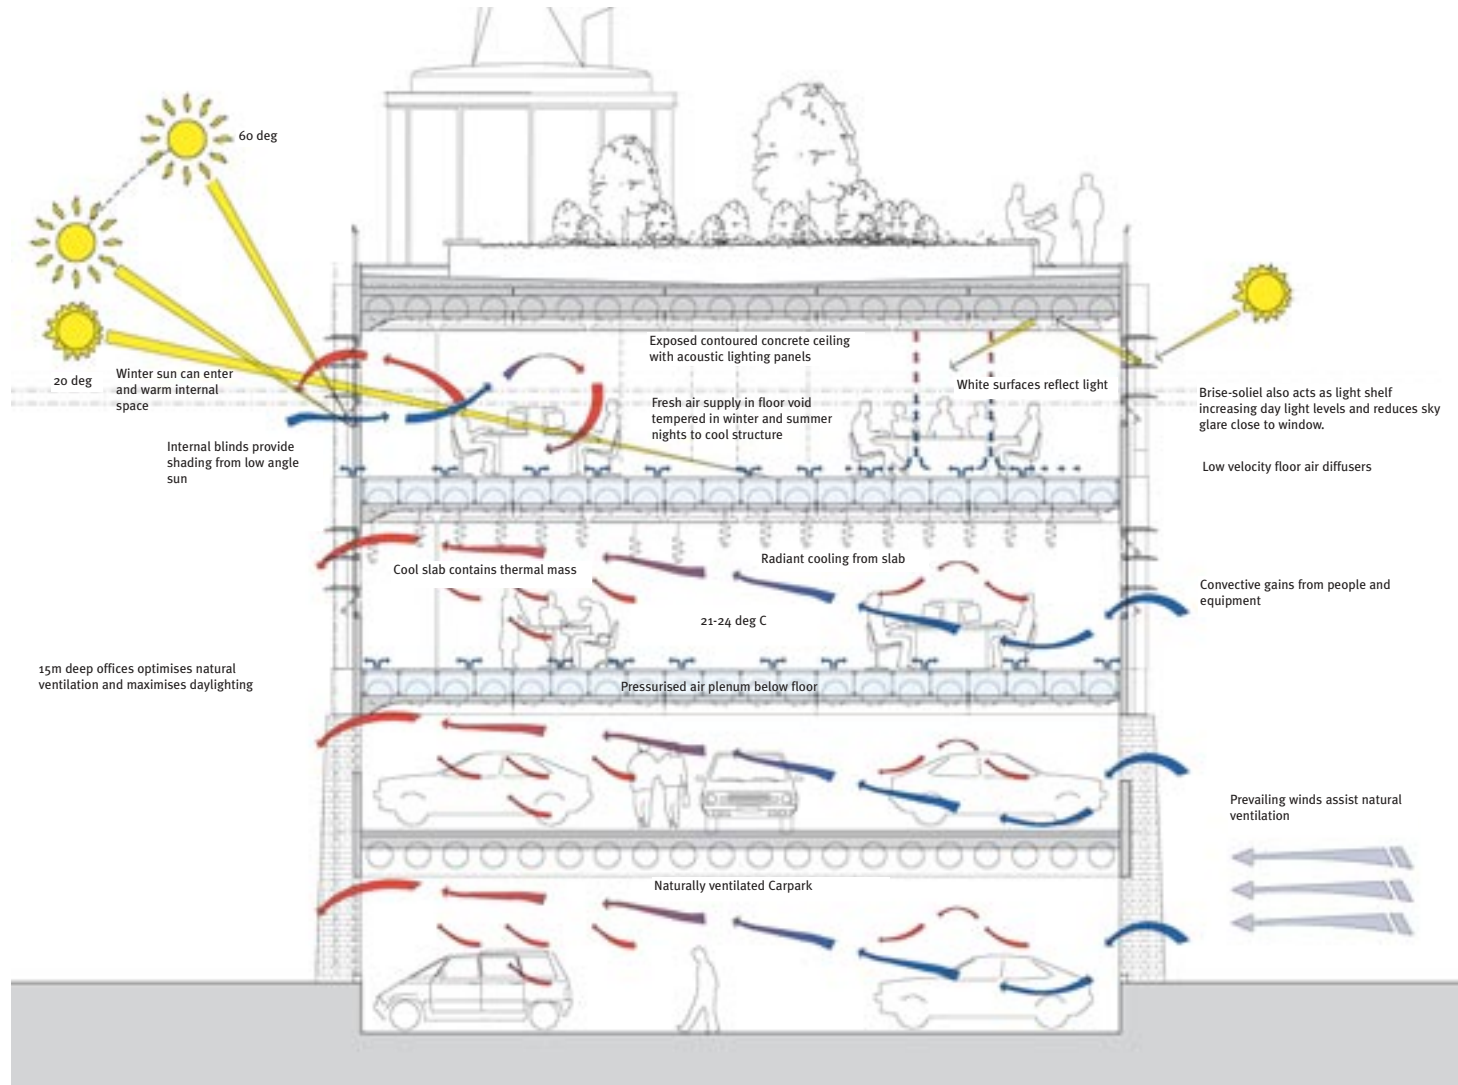 60 deg
20 deg
Winter sun can enter
and warm internal
space
Internal blinds provide
shading from low angle
sun
Exposed contoured concrete ceiling
with acoustic lighting panels
Fresh air supply in floor void
tempered in winter and summer
nights to cool structure
White surfaces reflect light
Brise-soliel also acts as light shelf
increasing day light levels and reduces sky
glare close to window.
Low velocity floor air diffusers
Cool slab contains thermal mass
Radiant cooling from slab
21-24 deg C
Convective gains from people and
equipment
15m deep offices optimises natural
ventilation and maximises daylighting
Pressurised air plenum below floor
Prevailing winds assist natural
ventilation
Naturally ventilated Carpark